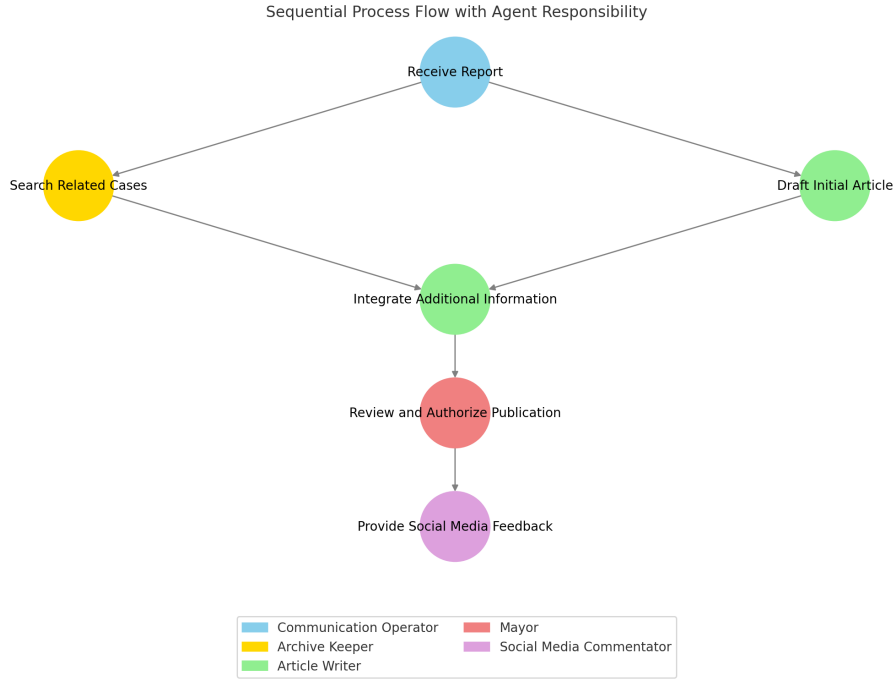 Sequential Process Flow with Agent Responsibility
Receive Report
Search Related Cases
Draft Initial Article
Integrate Additional Information
Review and Authorize Publication
Provide Social Media Feedback
Communication Operator
Archive Keeper
Article Writer
Mayor
Social Media Commentator